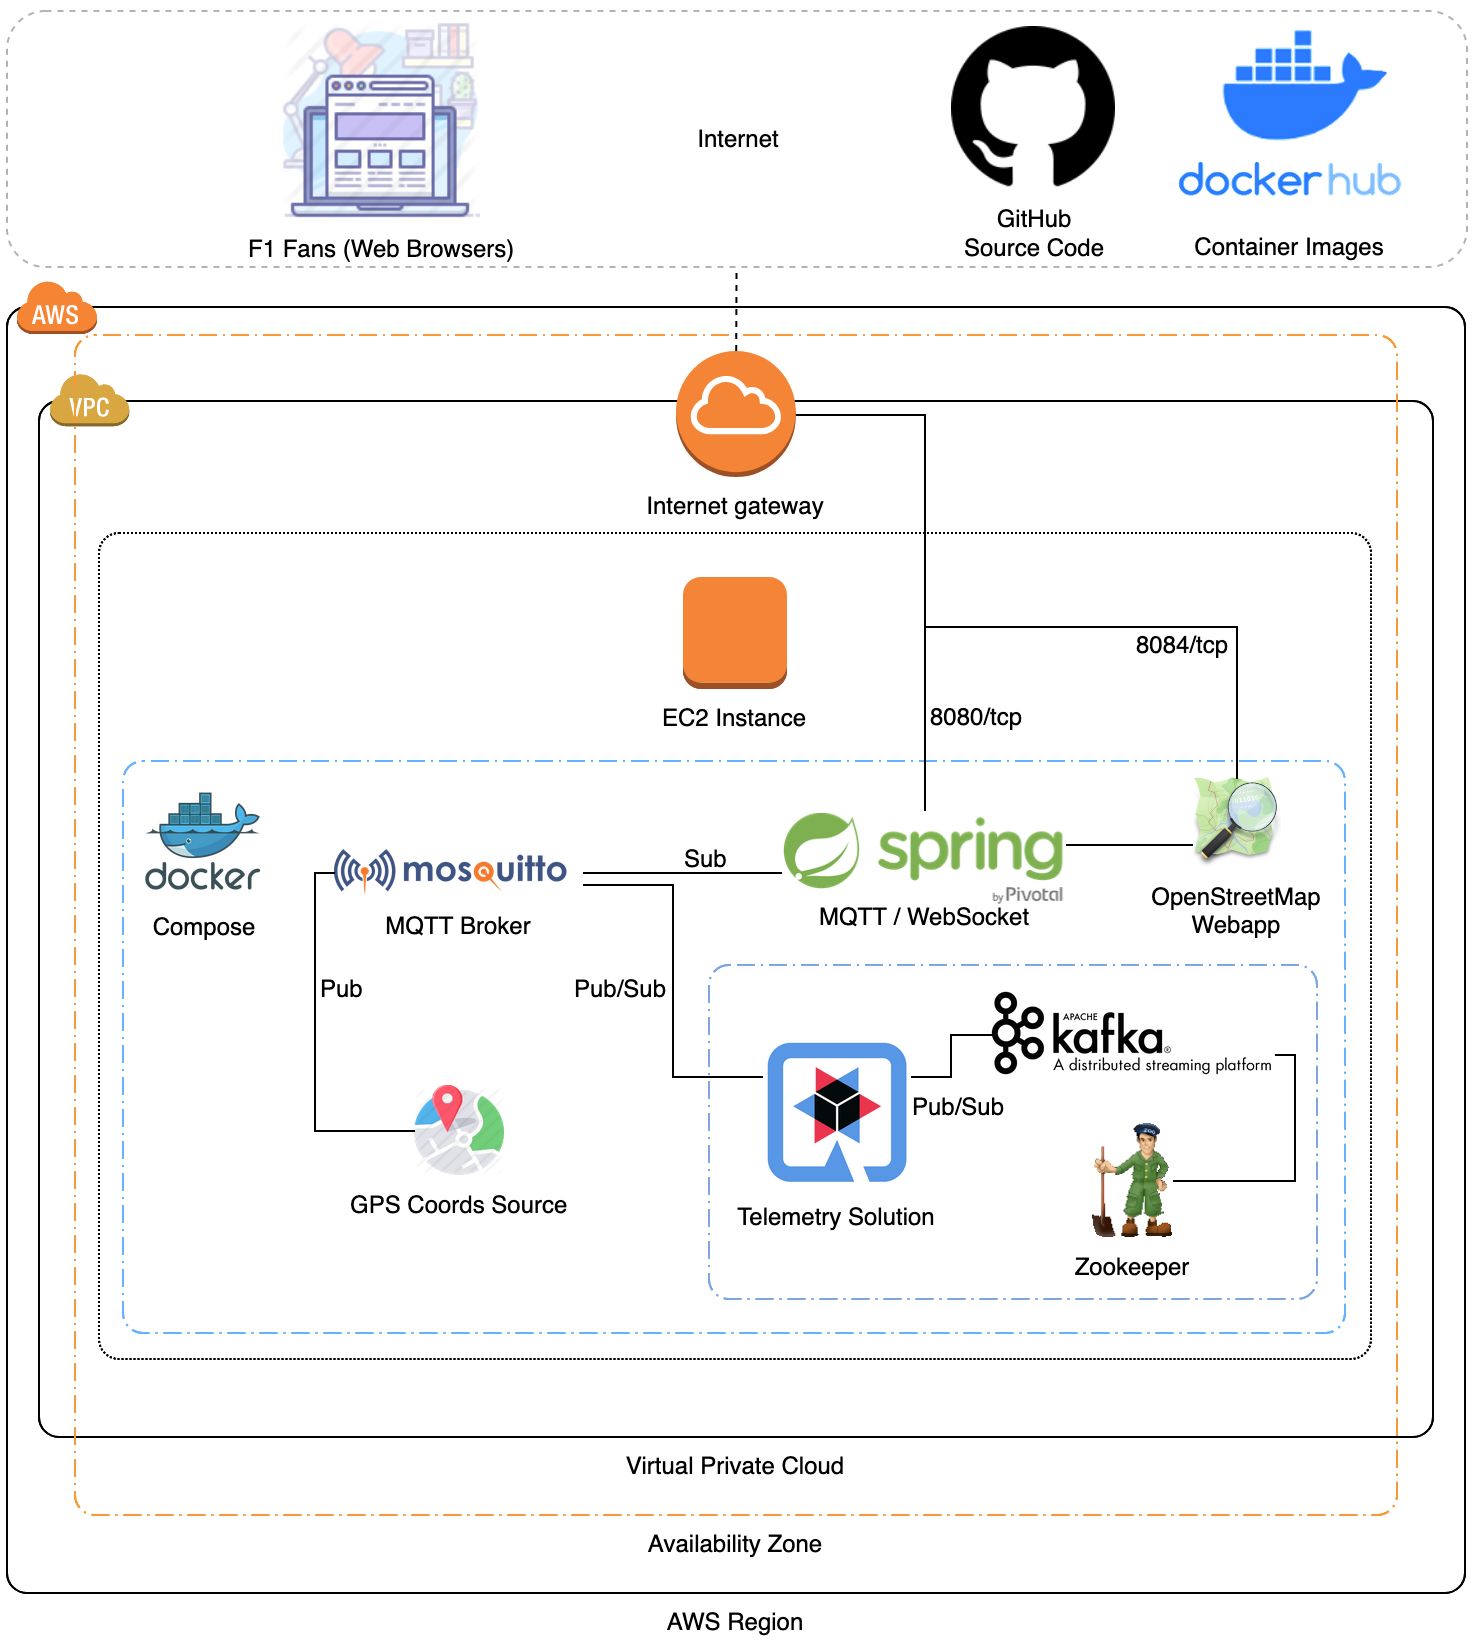 Internet
F1 Fans (Web Browsers)
GitHub
Source Code
docker hub
Container Images
AWS
VPC
Internet gateway
8084/tcp
EC2 Instance
8080/tcp
docker
Compose
mosquitto
MQTT Broker
Sub
spring
by Pivotal
MQTT / WebSocket
OpenStreetMap
Webapp
Pub
Pub/Sub
APACHE
kafka®
A distributed streaming platform
Pub/Sub
GPS Coords Source
Telemetry Solution
ZOO
Zookeeper
Virtual Private Cloud
Availability Zone
AWS Region